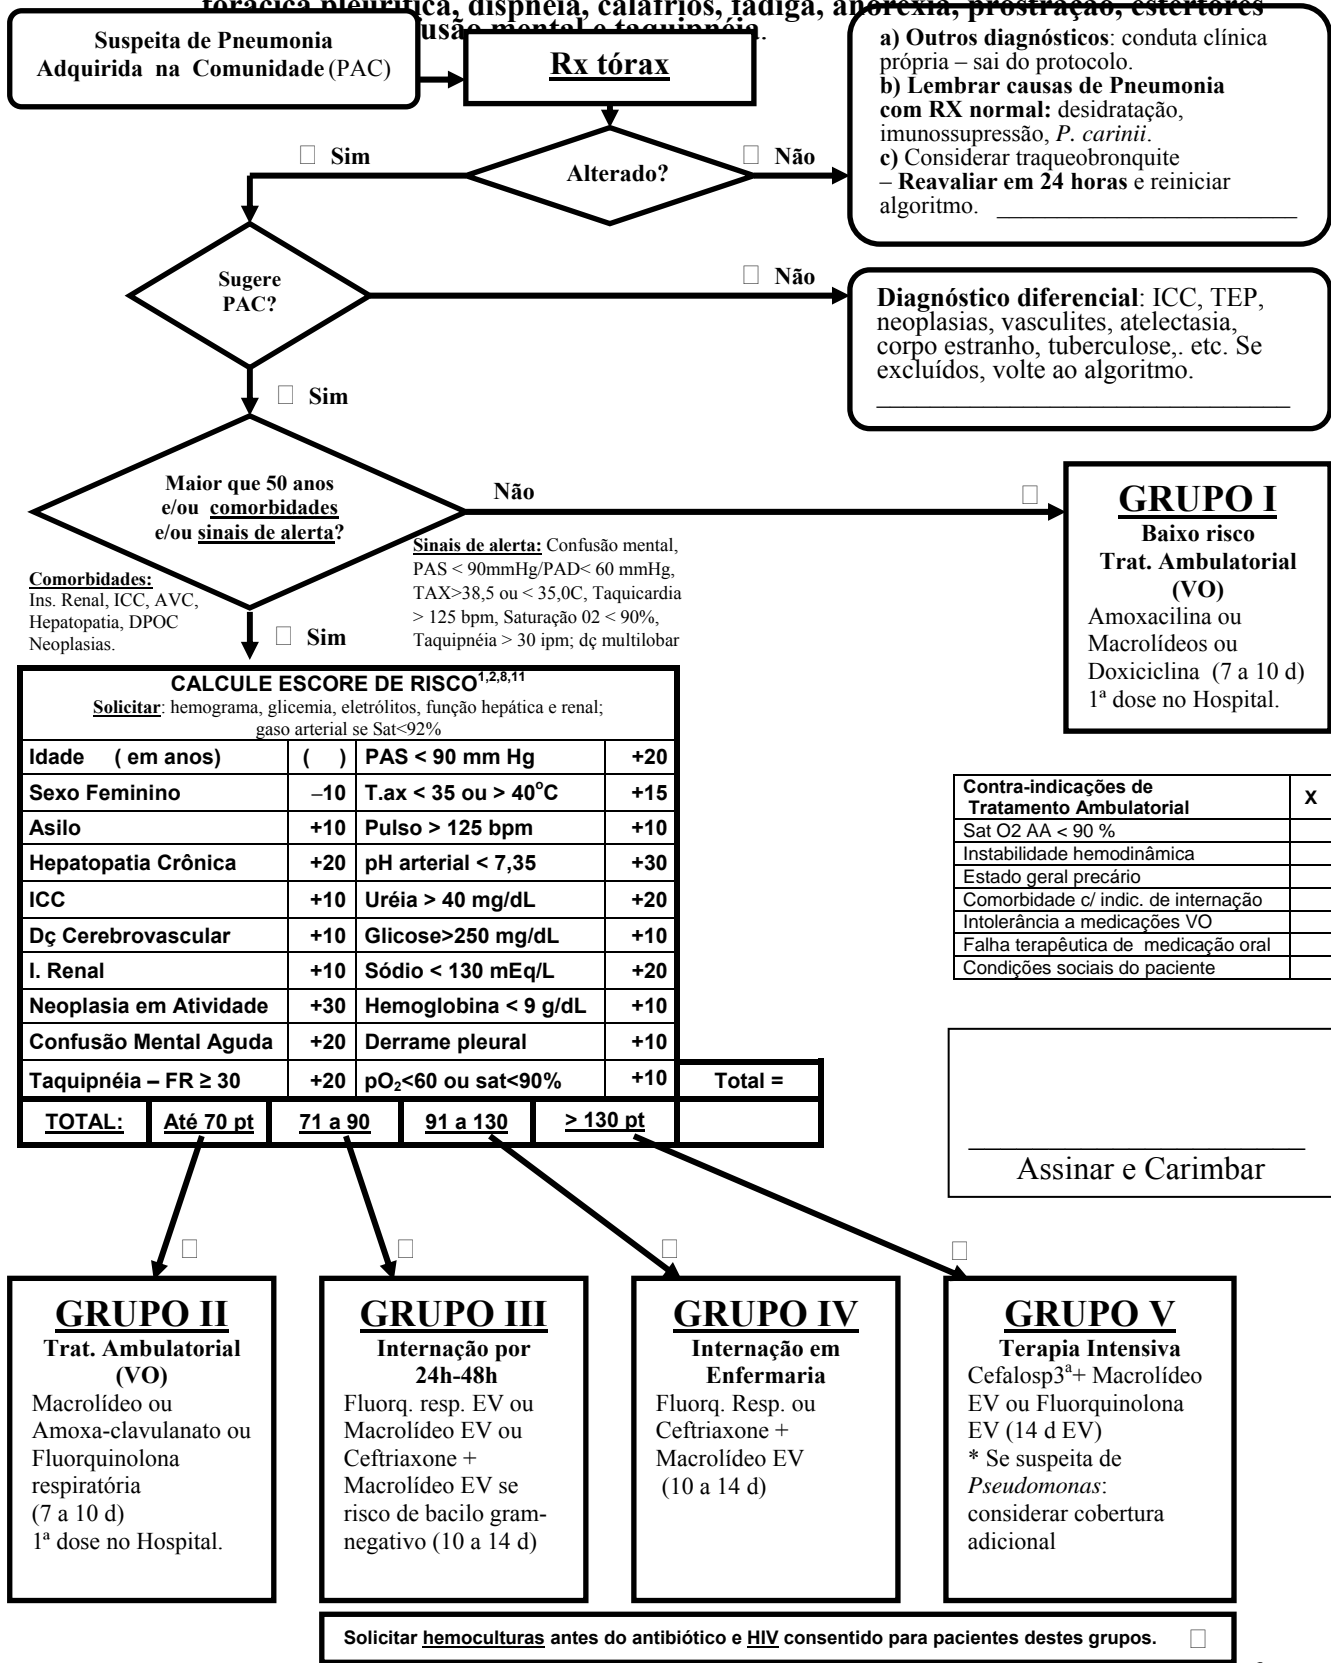 torácica pleurítica, dispnéia, calafrios, fadiga, anorexia, prostração, estertores
usão mental e taquipnéia.
Suspeita de Pneumonia
Adquirida na Comunidade (PAC)
Rx tórax
a) Outros diagnósticos: conduta clínica
própria – sai do protocolo.
b) Lembrar causas de Pneumonia
com RX normal: desidratação,
imunossupressão, P. carinii.
c) Considerar traqueobronquite
– Reavaliar em 24 horas e reiniciar
algoritmo. _________________________
□ Sim
Alterado?
□ Não
Sugere
PAC?
□ Não
Diagnóstico diferencial: ICC, TEP,
neoplasias, vasculites, atelectasia,
corpo estranho, tuberculose,. etc. Se
excluídos, volte ao algoritmo.
_________________________________
□ Sim
Maior que 50 anos
e/ou comorbidades
e/ou sinais de alerta?
Não
□
GRUPO I
Baixo risco
Trat. Ambulatorial
(VO)
Amoxacilina ou
Macrolídeos ou
Doxiciclina (7 a 10 d)
1ª dose no Hospital.
Comorbidades:
Ins. Renal, ICC, AVC,
Hepatopatia, DPOC
Neoplasias.
Sinais de alerta: Confusão mental,
PAS < 90mmHg/PAD< 60 mmHg,
TAX>38,5 ou < 35,0C, Taquicardia
> 125 bpm, Saturação 02 < 90%,
Taquipnéia > 30 ipm; dç multilobar
□ Sim
CALCULE ESCORE DE RISCO1,2,8,11
Solicitar: hemograma, glicemia, eletrólitos, função hepática e renal;
gaso arterial se Sat<92%
Idade ( em anos) ( ) PAS < 90 mm Hg +20
Sexo Feminino –10 T.ax < 35 ou > 40°C +15
Asilo +10 Pulso > 125 bpm +10
Hepatopatia Crônica +20 pH arterial < 7,35 +30
ICC +10 Uréia > 40 mg/dL +20
Dç Cerebrovascular +10 Glicose>250 mg/dL +10
I. Renal +10 Sódio < 130 mEq/L +20
Neoplasia em Atividade +30 Hemoglobina < 9 g/dL +10
Confusão Mental Aguda +20 Derrame pleural +10
Taquipnéia – FR ≥ 30 +20 pO2<60 ou sat<90% +10 Total =
TOTAL: Até 70 pt 71 a 90 91 a 130 > 130 pt
Contra-indicações de
Tratamento Ambulatorial X
Sat O2 AA < 90 %
Instabilidade hemodinâmica
Estado geral precário
Comorbidade c/ indic. de internação
Intolerância a medicações VO
Falha terapêutica de medicação oral
Condições sociais do paciente
_______________________
Assinar e Carimbar
□ □ □ □
GRUPO II
Trat. Ambulatorial
(VO)
Macrolídeo ou
Amoxa-clavulanato ou
Fluorquinolona
respiratória
(7 a 10 d)
1ª dose no Hospital.
GRUPO III
Internação por
24h-48h
Fluorq. resp. EV ou
Macrolídeo EV ou
Ceftriaxone +
Macrolídeo EV se
risco de bacilo gram-
negativo (10 a 14 d)
GRUPO IV
Internação em
Enfermaria
Fluorq. Resp. ou
Ceftriaxone +
Macrolídeo EV
(10 a 14 d)
GRUPO V
Terapia Intensiva
Cefalosp3ª+ Macrolídeo
EV ou Fluorquinolona
EV (14 d EV)
* Se suspeita de
Pseudomonas:
considerar cobertura
adicional
Solicitar hemoculturas antes do antibiótico e HIV consentido para pacientes destes grupos. □